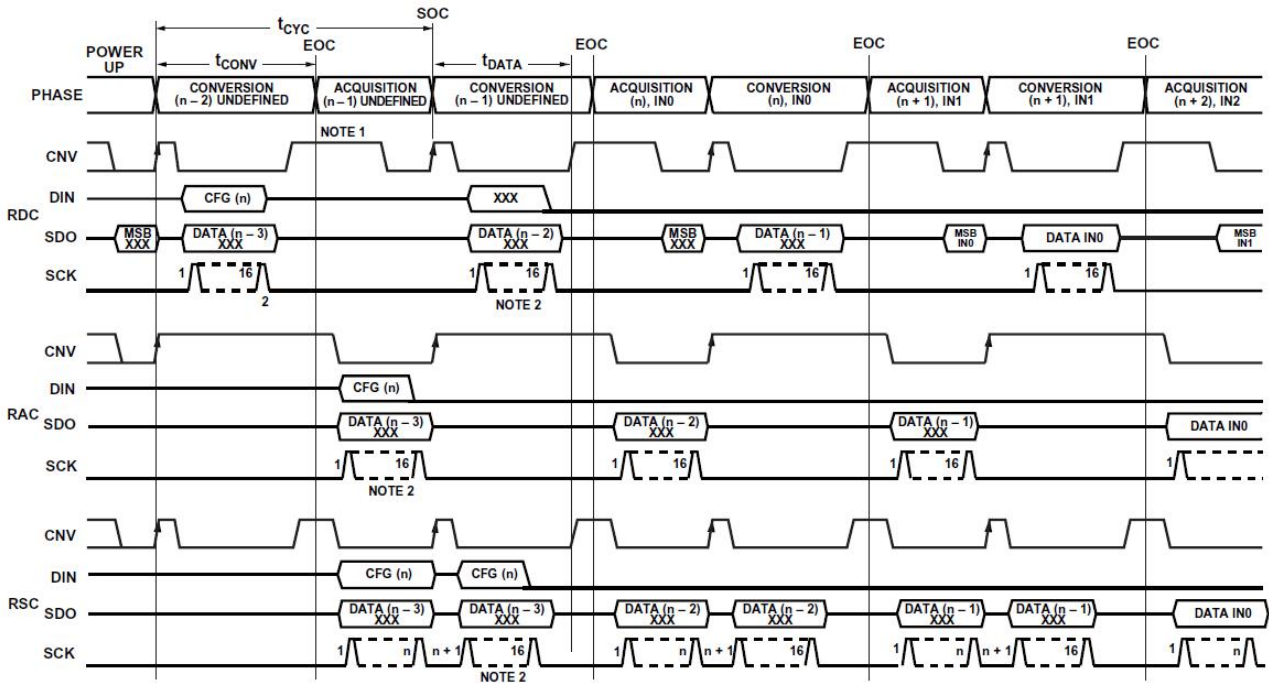 SOC
tCYC
EOC
EOC
EOC
EOC
POWER UP
tCONV
tDATA
PHASE
CONVERSION (n – 2) UNDEFINED
ACQUISITION (n – 1) UNDEFINED
CONVERSION (n – 1) UNDEFINED
ACQUISITION (n), IN0
CONVERSION (n), IN0
ACQUISITION (n + 1), IN1
CONVERSION (n + 1), IN1
ACQUISITION (n + 2), IN2
NOTE 1
CNV
RDC
DIN
CFG (n)
XXX
SDO
MSB XXX
DATA (n – 3) XXX
DATA (n – 2) XXX
MSB XXX
DATA (n – 1) XXX
MSB IN0
DATA IN0
MSB IN1
SCK
1 16
2
1 16
NOTE 2
1 16
1 16
CNV
DIN
CFG (n)
RAC
SDO
DATA (n – 3) XXX
DATA (n – 2) XXX
DATA (n – 1) XXX
DATA IN0
SCK
1 16
NOTE 2
1 16
1 16
1
CNV
DIN
CFG (n)
CFG (n)
RSC
SDO
DATA (n – 3) XXX
DATA (n – 3) XXX
DATA (n – 2) XXX
DATA (n – 2) XXX
DATA (n – 1) XXX
DATA (n – 1) XXX
DATA IN0
SCK
1 n n + 1 16
NOTE 2
1 n n + 1 16
1 n n + 1 16
1 n